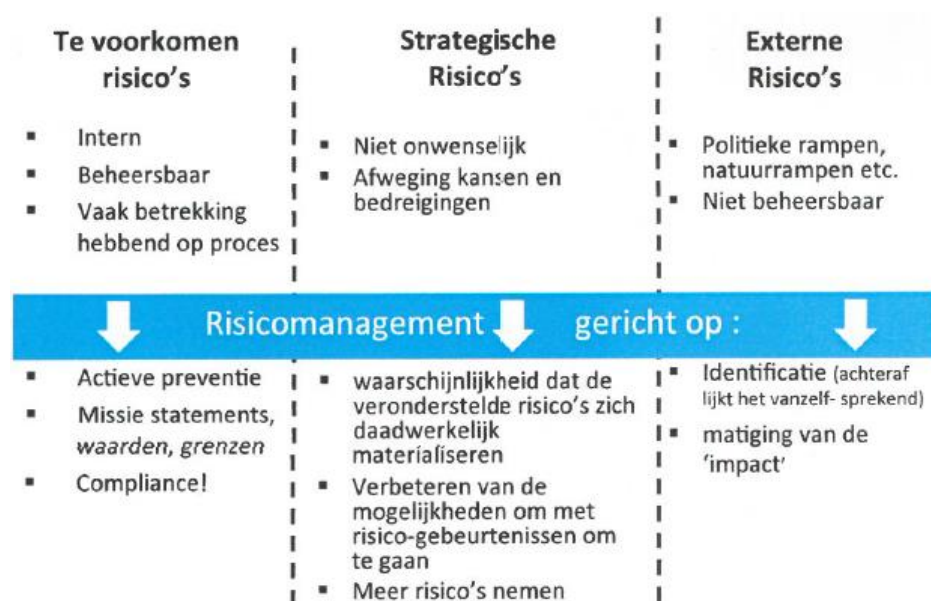 Te voorkomen
risico's
▪ Intern
▪ Beheersbaar
▪ Vaak betrekking
hebbend op proces
Strategische
Risico's
▪ Niet onwenselijk
▪ Afweging kansen en
bedreigingen
Externe
Risico's
▪ Politieke rampen,
natuurrampen etc.
▪ Niet beheersbaar
Risicomanagement gericht op :
▪ Actieve preventie
▪ Missie statements,
waarden, grenzen
▪ Compliance!
▪ waarschijnlijkheid dat de
veronderstelde risico's zich
daadwerkelijk
materialiseren
▪ Verbeteren van de
mogelijkheden om met
risico-gebeurtenissen om
te gaan
▪ Meer risico's nemen
▪ Identificatie (achteraf
lijkt het vanzelf- sprekend)
▪ matiging van de
'impact'